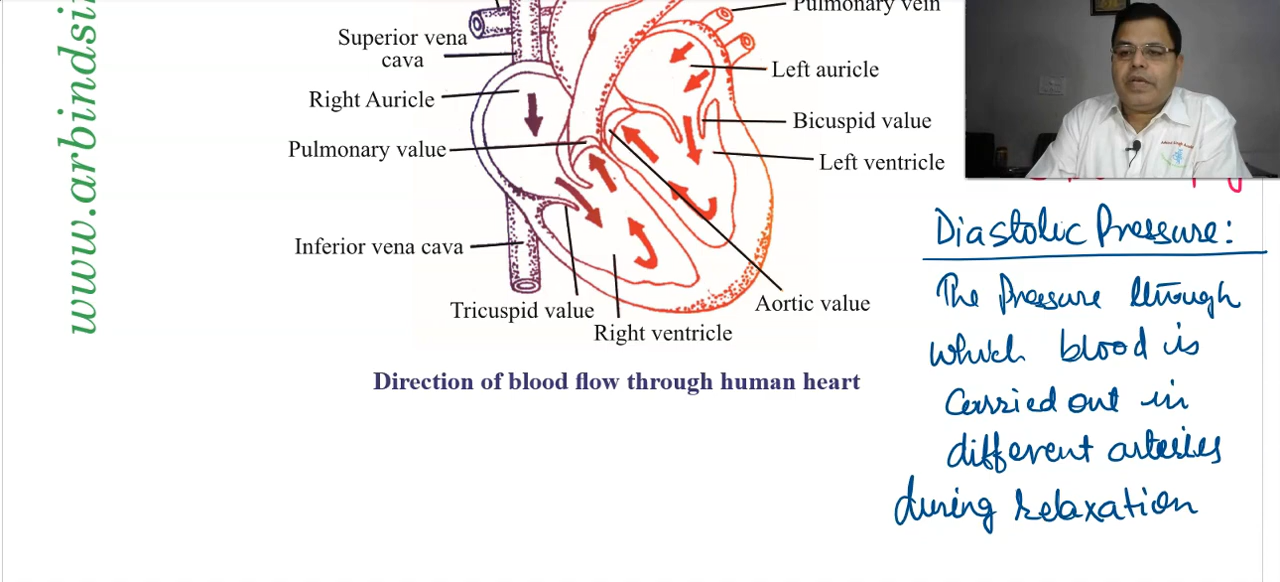 www.arbindsi
Pulmonary vein
Superior vena
cava
Left auricle
Right Auricle
Bicuspid value
Pulmonary value
Left ventricle
Diastolic Pressure:
Inferior vena cava
The Pressure through
which blood is
carried out in
different arteries
during relaxation
Tricuspid value
Aortic value
Right ventricle
Direction of blood flow through human heart